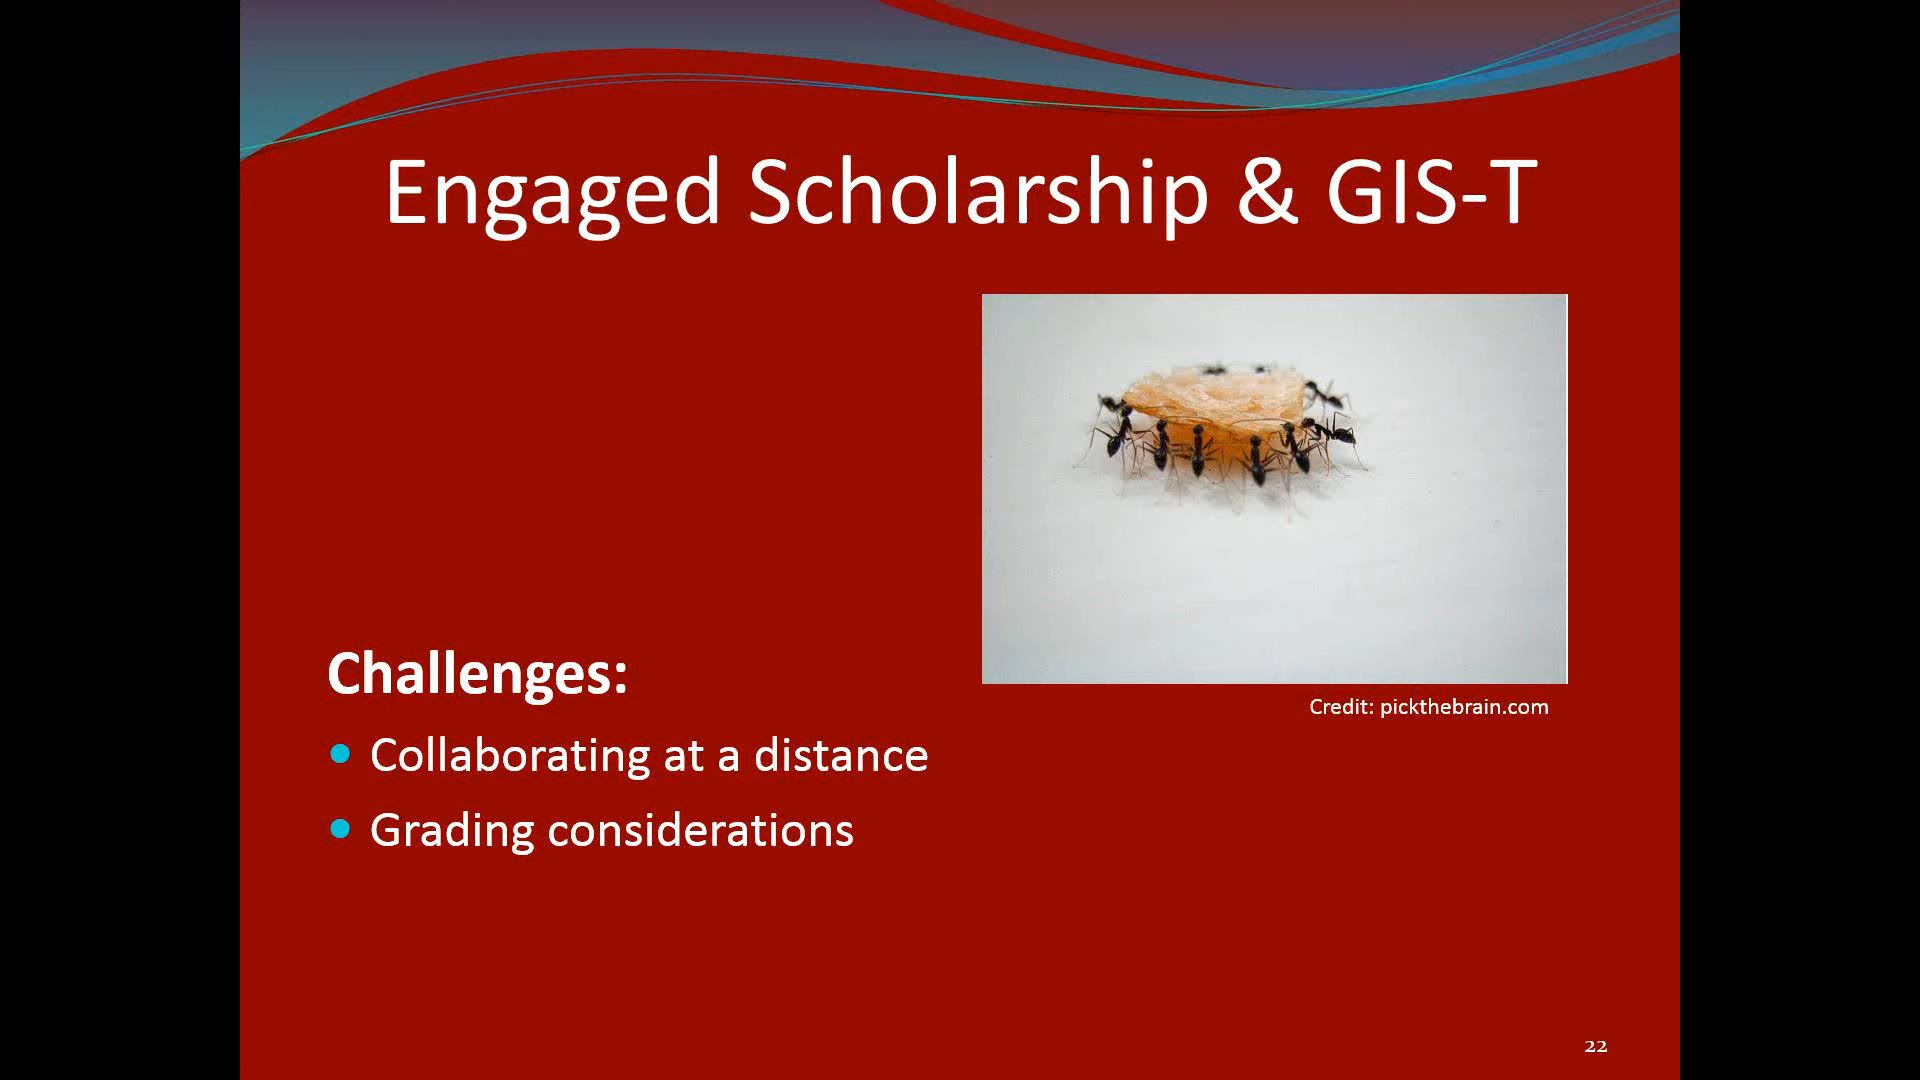 Engaged Scholarship & GIS-T
Credit: pickthebrain.com
Challenges:
Collaborating at a distance
Grading considerations
22